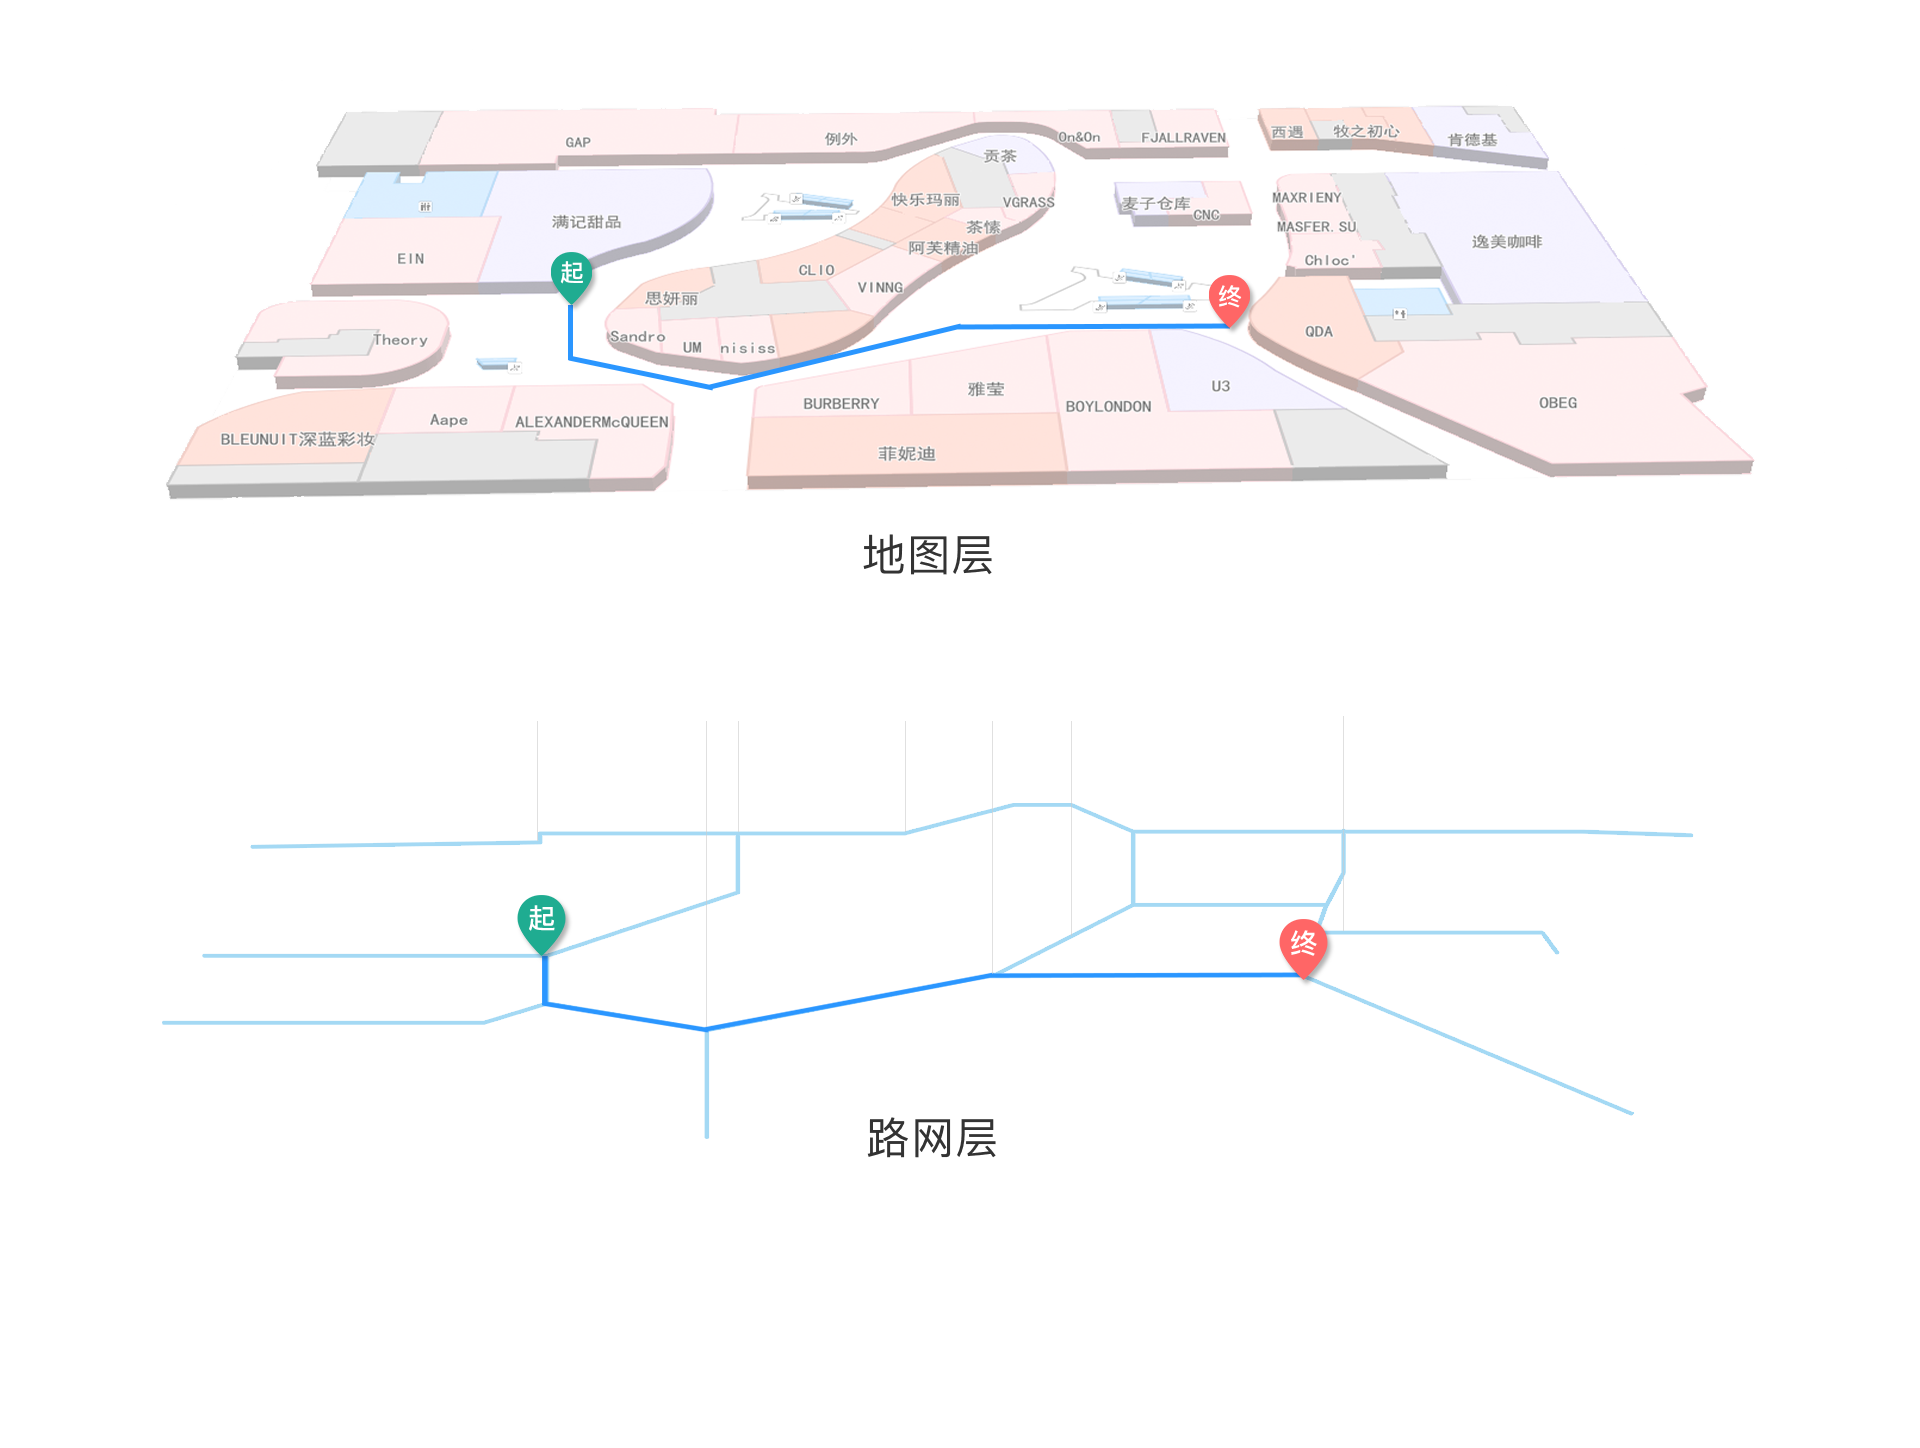 GAP
例外
On&On
FJALLRAVEN
西遇
牧之初心
肯德基
贡茶
满记甜品
快乐玛丽
VGRASS
麦子仓库
CNC
MAXRIENY
MASFER.SU
茶愫
阿芙精油
逸美咖啡
EIN
Chloc'
起
CLIO
VINNG
终
思妍丽
Theory
Sandro
UM
nisiss
QDA
雅莹
U3
BURBERRY
BOYLONDON
OBEG
Aape
ALEXANDERMcQUEEN
BLEUNUIT深蓝彩妆
菲妮迪
地图层
起
终
路网层